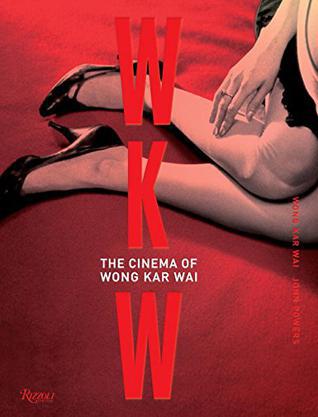 W
K
W
THE CINEMA OF
WONG KAR WAI
WONG KAR WAI JOHN POWERS
RIZZOLI